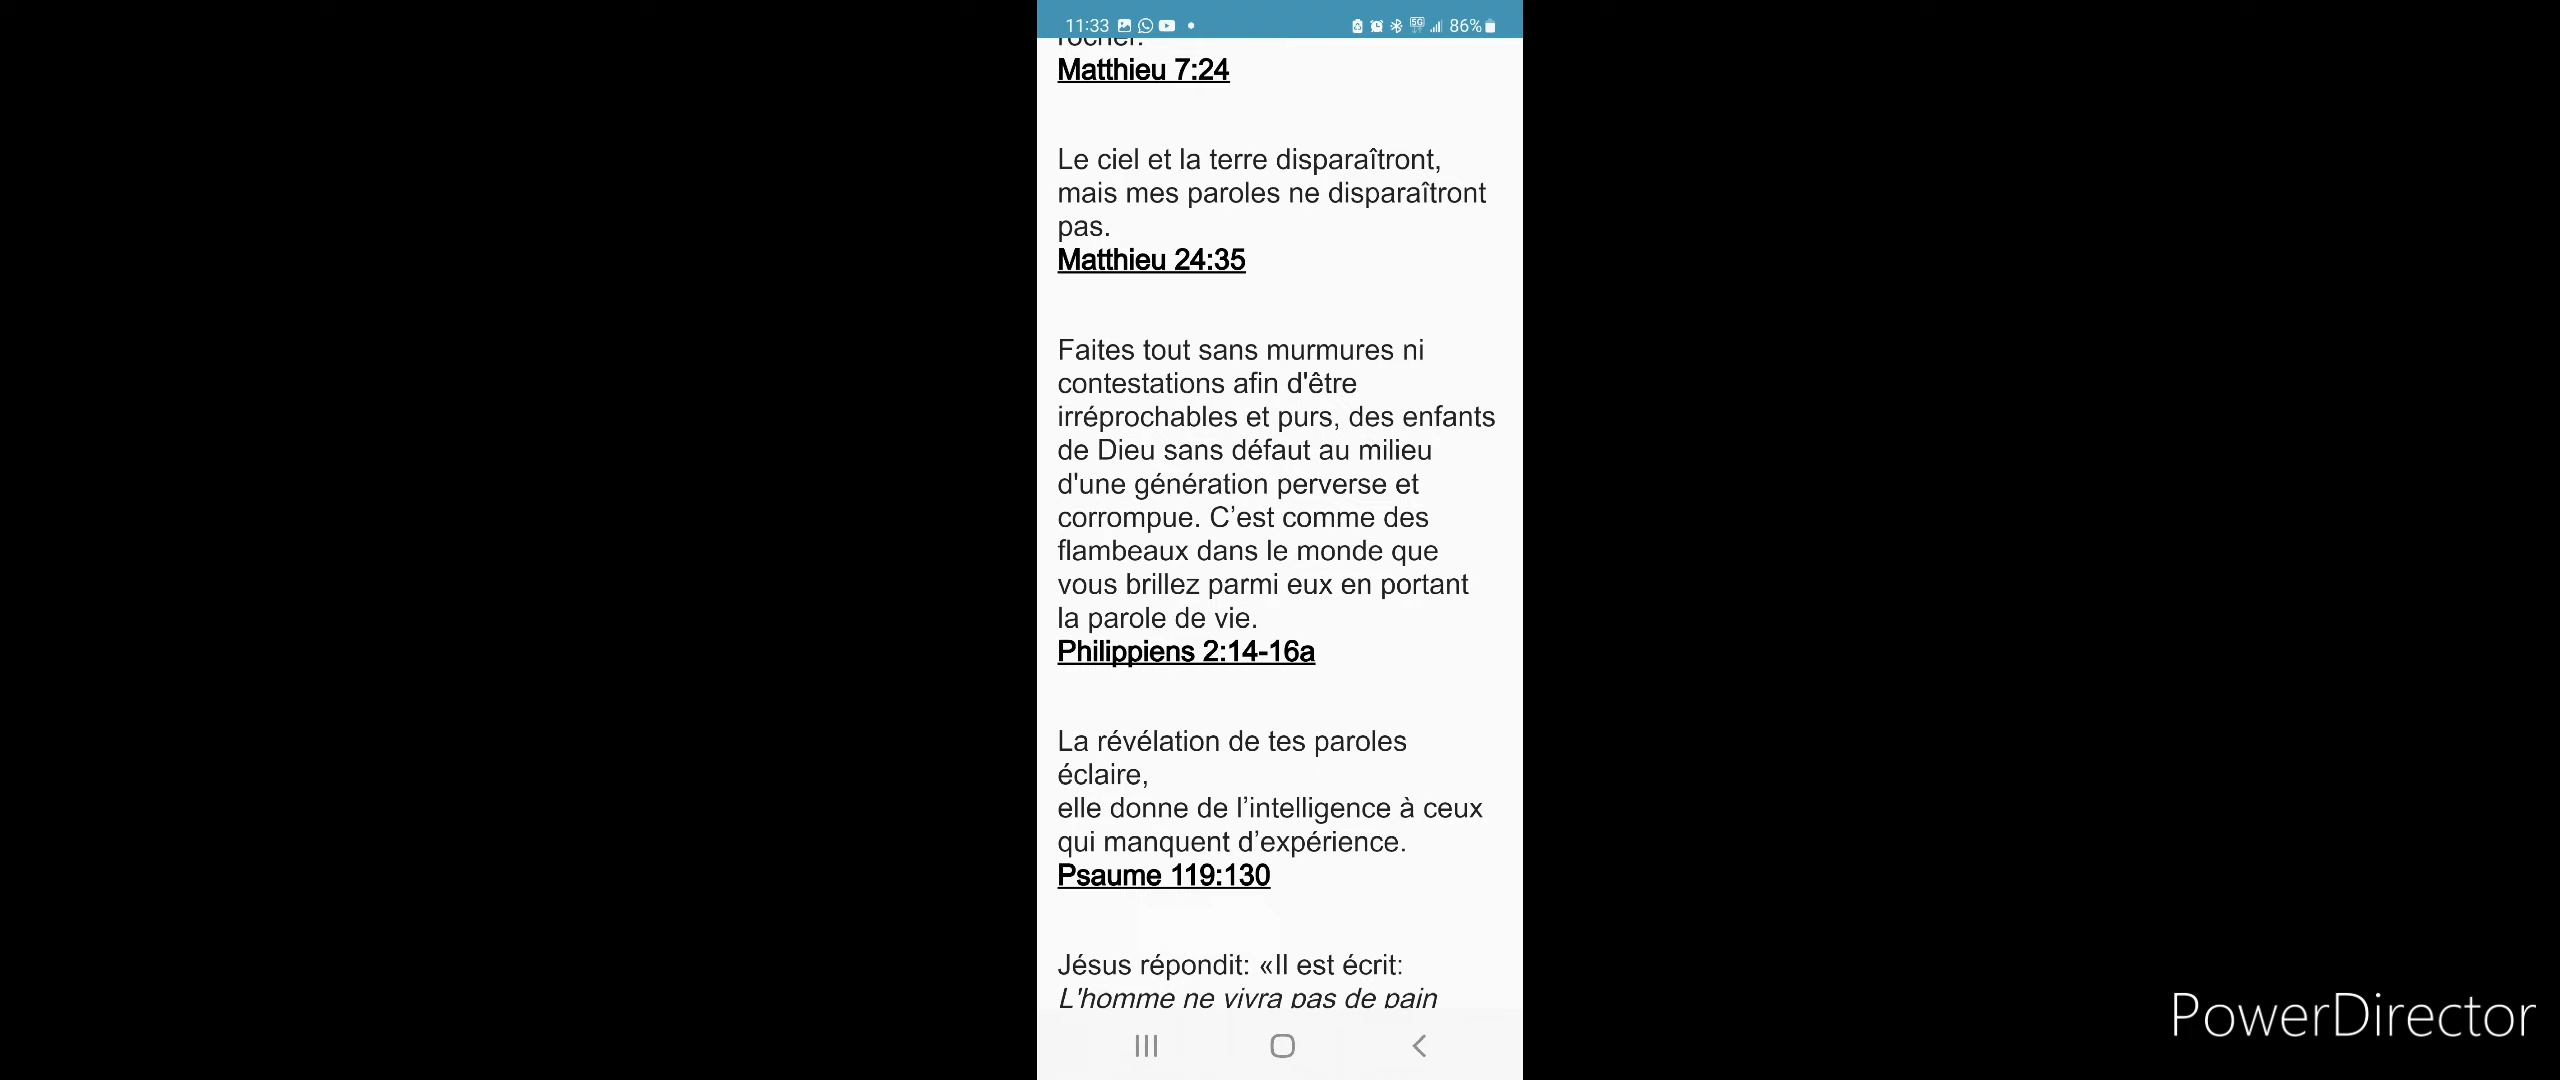 11:33
5G 86%
rocher.
Matthieu 7:24
Le ciel et la terre disparaîtront,
mais mes paroles ne disparaîtront
pas.
Matthieu 24:35
Faites tout sans murmures ni
contestations afin d'être
irréprochables et purs, des enfants
de Dieu sans défaut au milieu
d'une génération perverse et
corrompue. C’est comme des
flambeaux dans le monde que
vous brillez parmi eux en portant
la parole de vie.
Philippiens 2:14-16a
La révélation de tes paroles
éclaire,
elle donne de l’intelligence à ceux
qui manquent d’expérience.
Psaume 119:130
Jésus répondit: «Il est écrit:
L'homme ne vivra pas de pain
PowerDirector